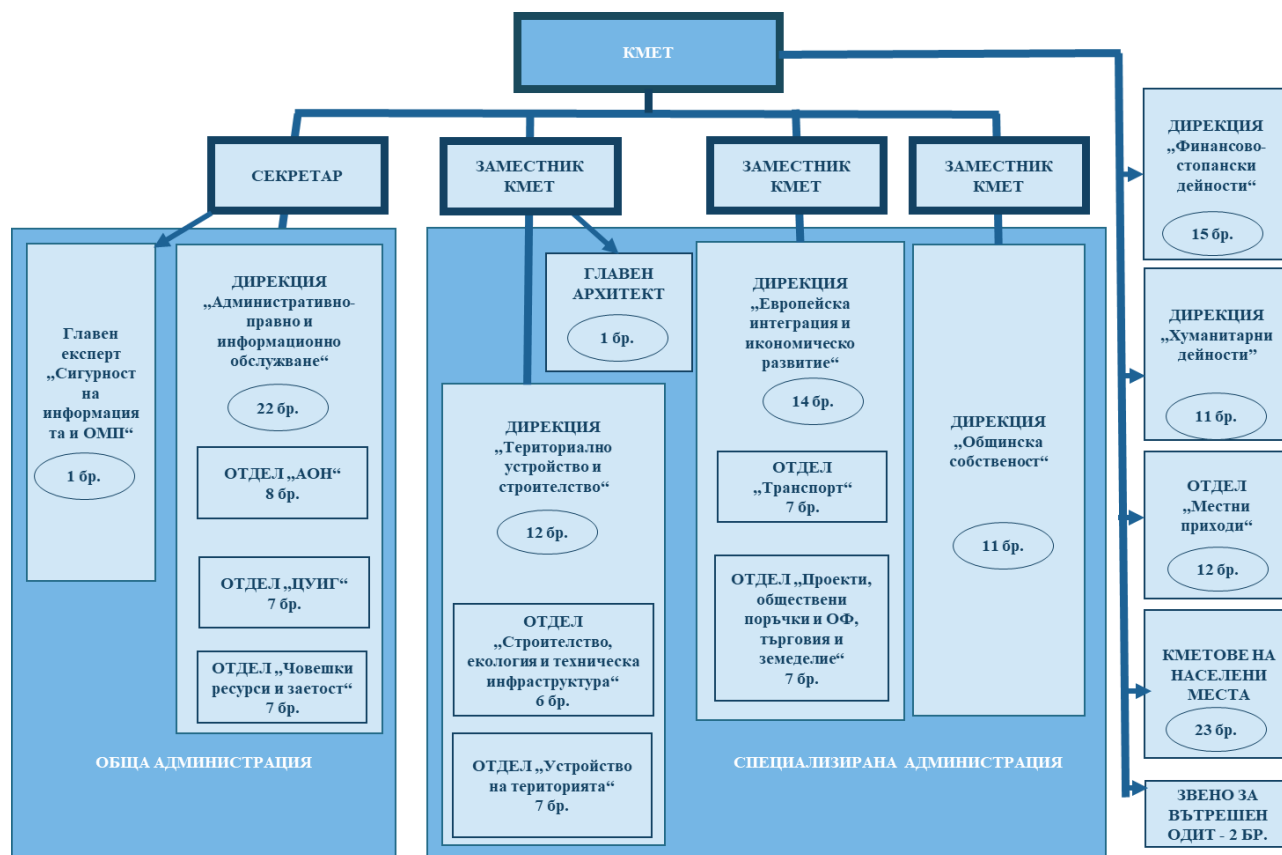 КМЕТ
СЕКРЕТАР
ЗАМЕСТНИК
КМЕТ
ЗАМЕСТНИК
КМЕТ
ЗАМЕСТНИК
КМЕТ
Главен
експерт
„Сигурност
на
информация
та и ОМП“
1 бр.
ДИРЕКЦИЯ
„Административно-
правно и
информационно
обслужване“
22 бр.
ОТДЕЛ „АОН“
8 бр.
ОТДЕЛ „ЦУИГ“
7 бр.
ОТДЕЛ „Човешки
ресурси и заетост“
7 бр.
ОБЩА АДМИНИСТРАЦИЯ
ГЛАВЕН
АРХИТЕКТ
1 бр.
ДИРЕКЦИЯ
„Териториално
устройство и
строителство“
12 бр.
ОТДЕЛ
„Строителство,
екология и техническа
инфраструктура“
6 бр.
ОТДЕЛ „Устройство
на територията“
7 бр.
ДИРЕКЦИЯ
„Европейска
интеграция и
икономическо
развитие“
14 бр.
ОТДЕЛ
„Транспорт“
7 бр.
ОТДЕЛ „Проекти,
обществени
поръчки и ОФ,
търговия и
земеделие“
7 бр.
ДИРЕКЦИЯ
„Общинска
собственост“
11 бр.
СПЕЦИАЛИЗИРАНА АДМИНИСТРАЦИЯ
ДИРЕКЦИЯ
„Финансово-
стопански
дейности“
15 бр.
ДИРЕКЦИЯ
„Хуманитарни
дейности”
11 бр.
ОТДЕЛ
„Местни
приходи“
12 бр.
КМЕТОВЕ НА
НАСЕЛЕНИ
МЕСТА
23 бр.
ЗВЕНО ЗА
ВЪТРЕШЕН
ОДИТ - 2 БР.